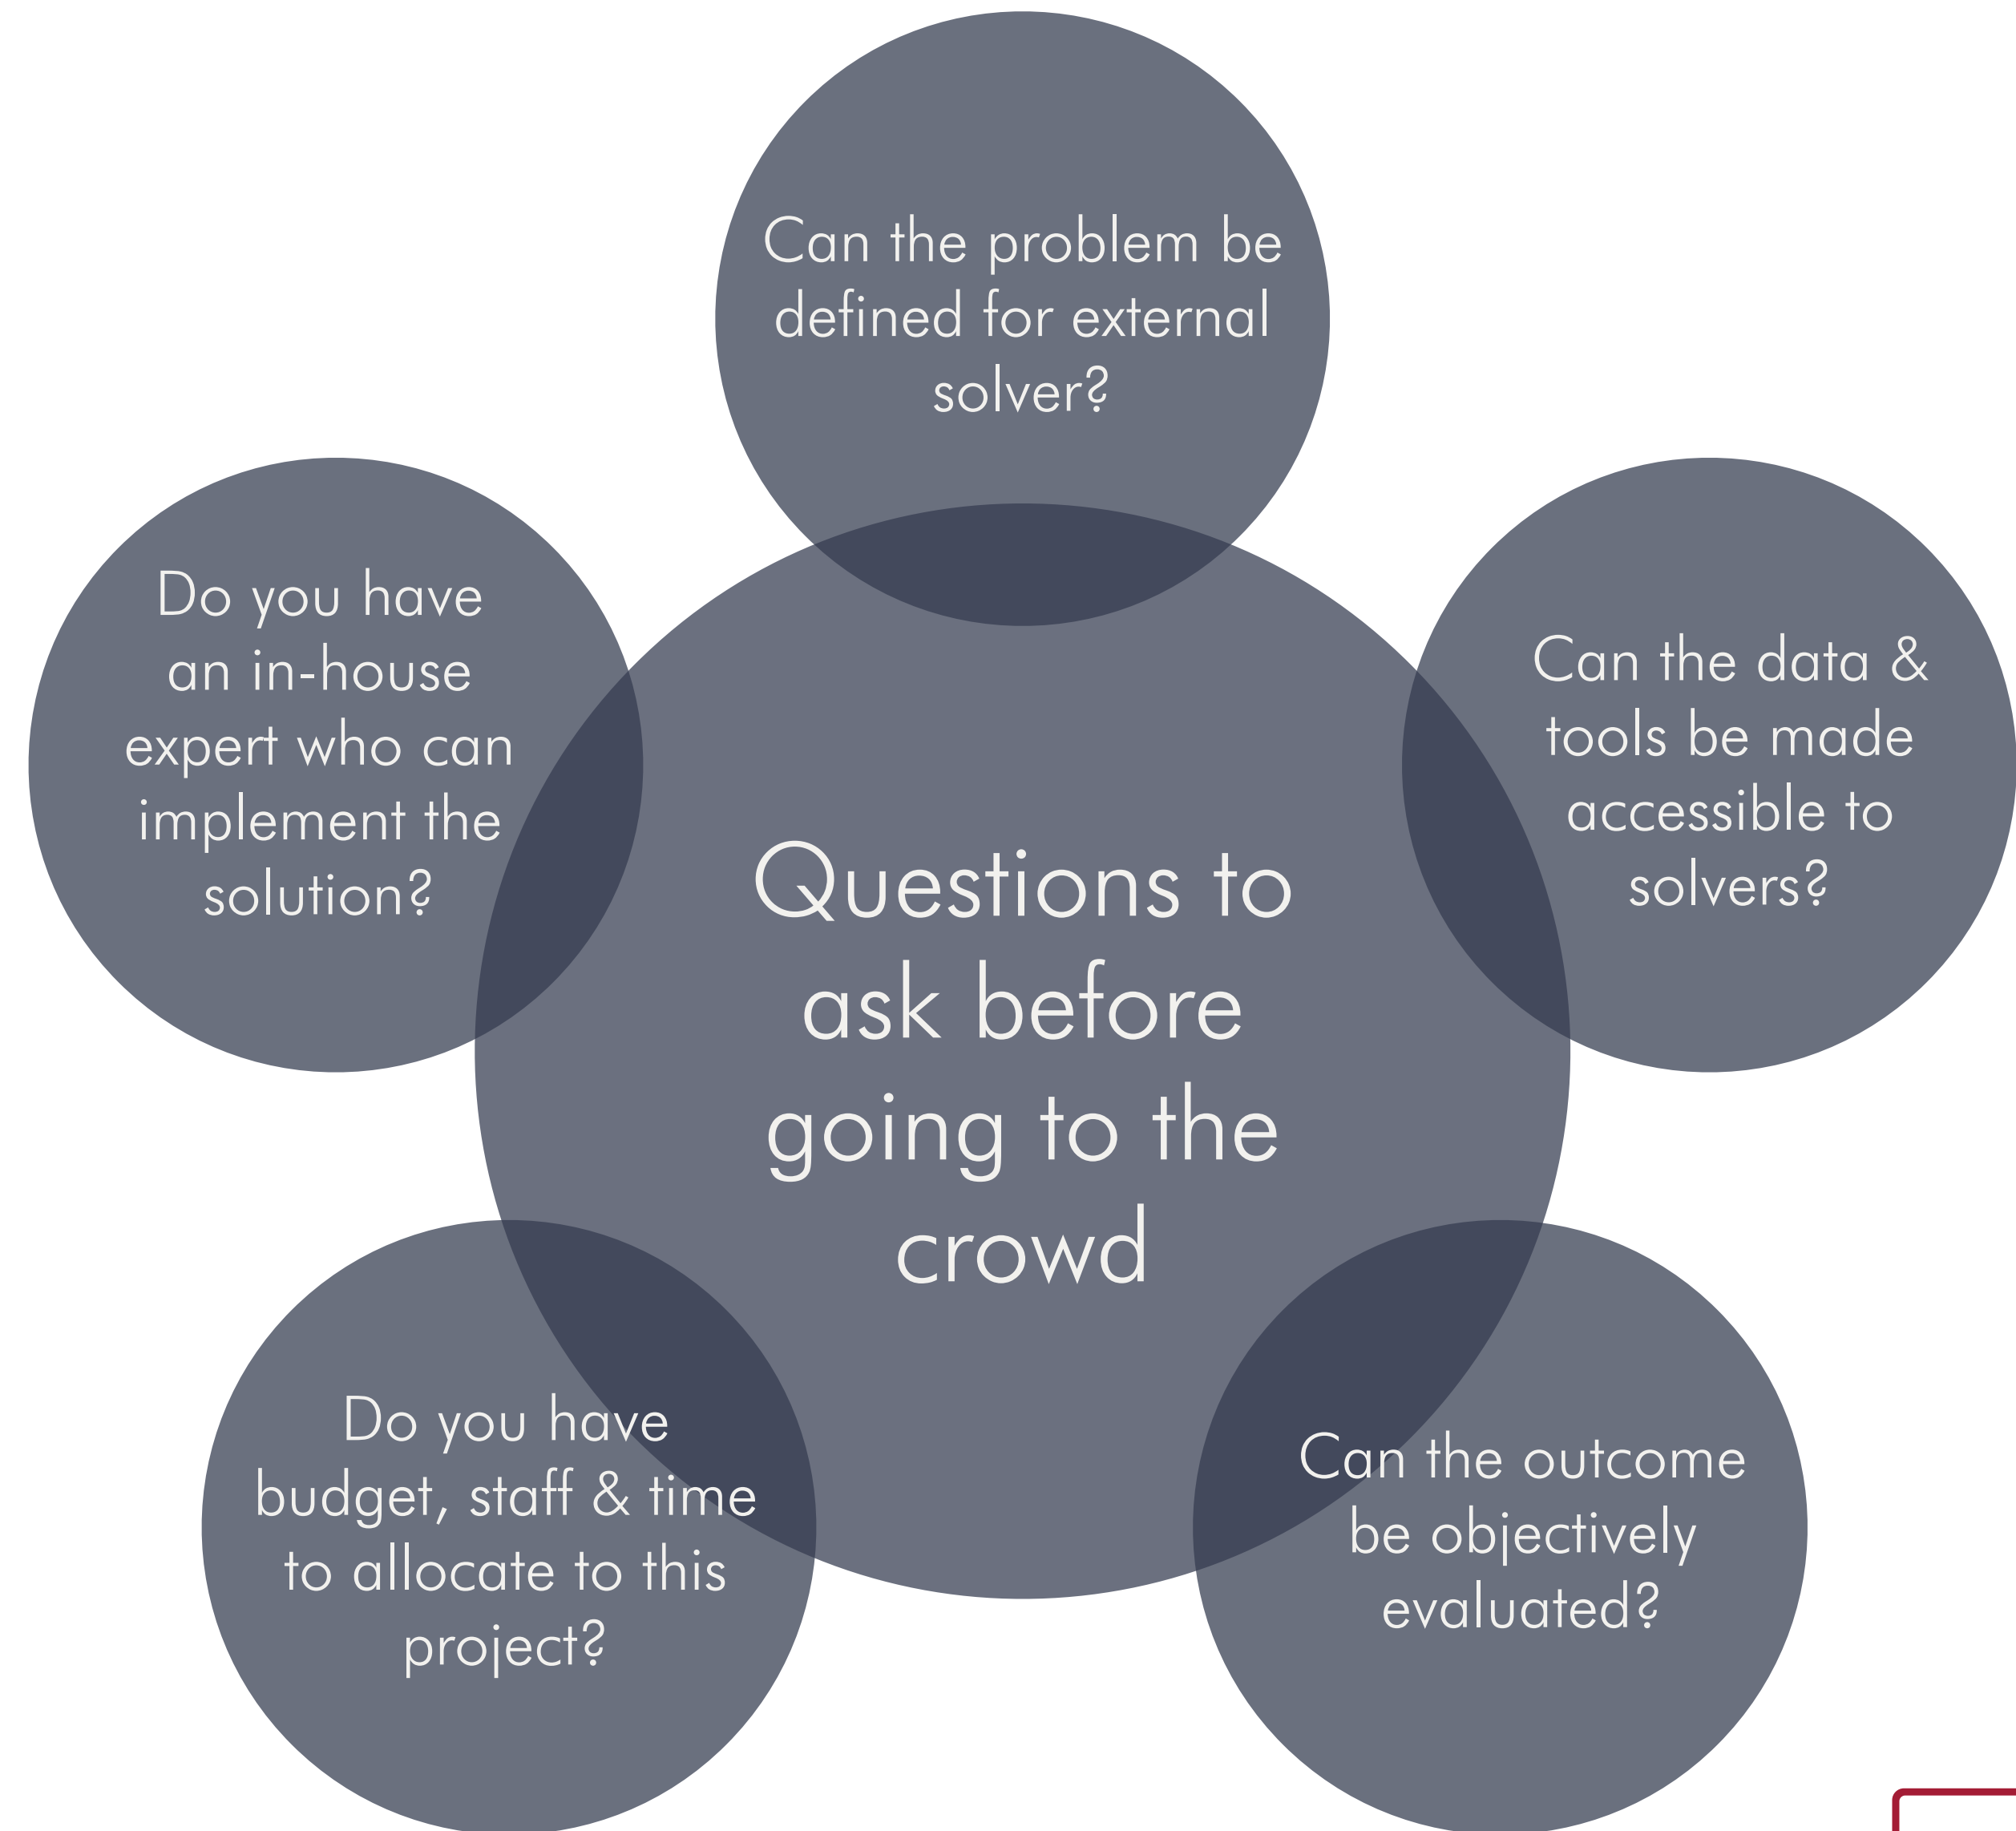 Can the problem be
defined for external
solver?
Do you have
an in-house
expert who can
implement the
solution?
Can the data &
tools be made
accessible to
solvers?
Questions to
ask before
going to the
crowd
Do you have
budget, staff & time
to allocate to this
project?
Can the outcome
be objectively
evaluated?